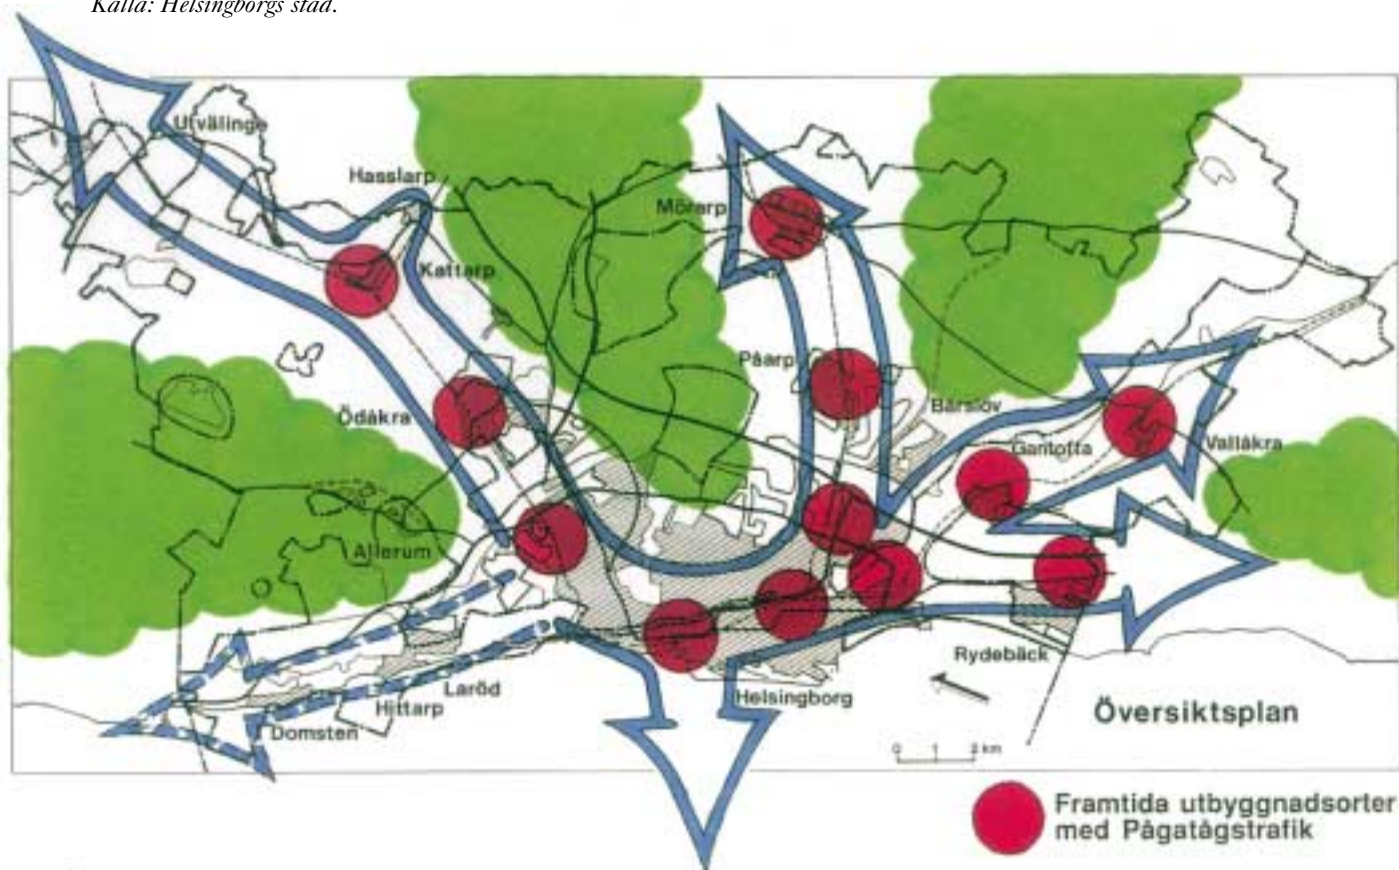 Källa: Helsingborgs stad.
Utvälinge
Hasslarp
Mörarp
Kattarp
Påarp
Ödåkra
Bårslöv
Gantofta
Vallåkra
Allerum
Rydebäck
Laröd
Helsingborg
Hittarp
Översiktsplan
Domsten
0 1 2 km
Framtida utbyggnadsorter
med Pågatågstrafik